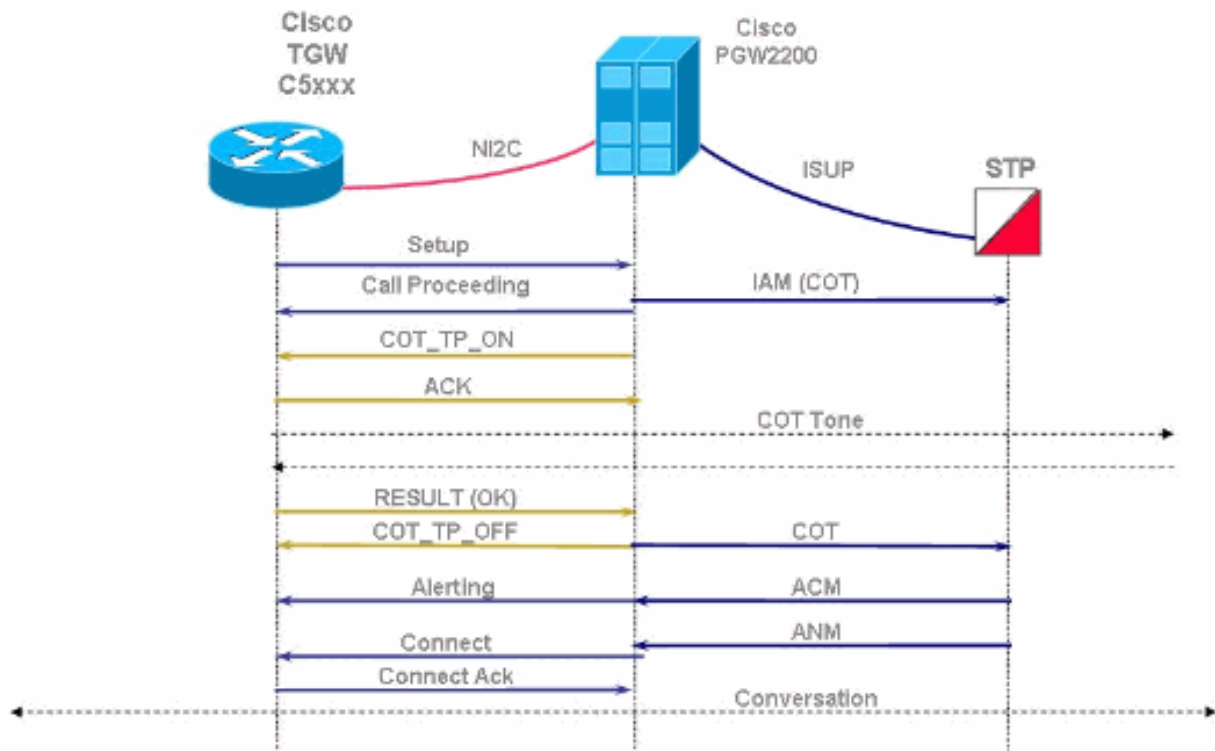 Cisco
TGW
C5xxx
Cisco
PGW2200
NI2C
ISUP
STP
Setup
Call Proceeding
IAM (COT)
COT_TP_ON
ACK
COT Tone
RESULT (OK)
COT_TP_OFF
COT
Alerting
ACM
ANM
Connect
Connect Ack
Conversation